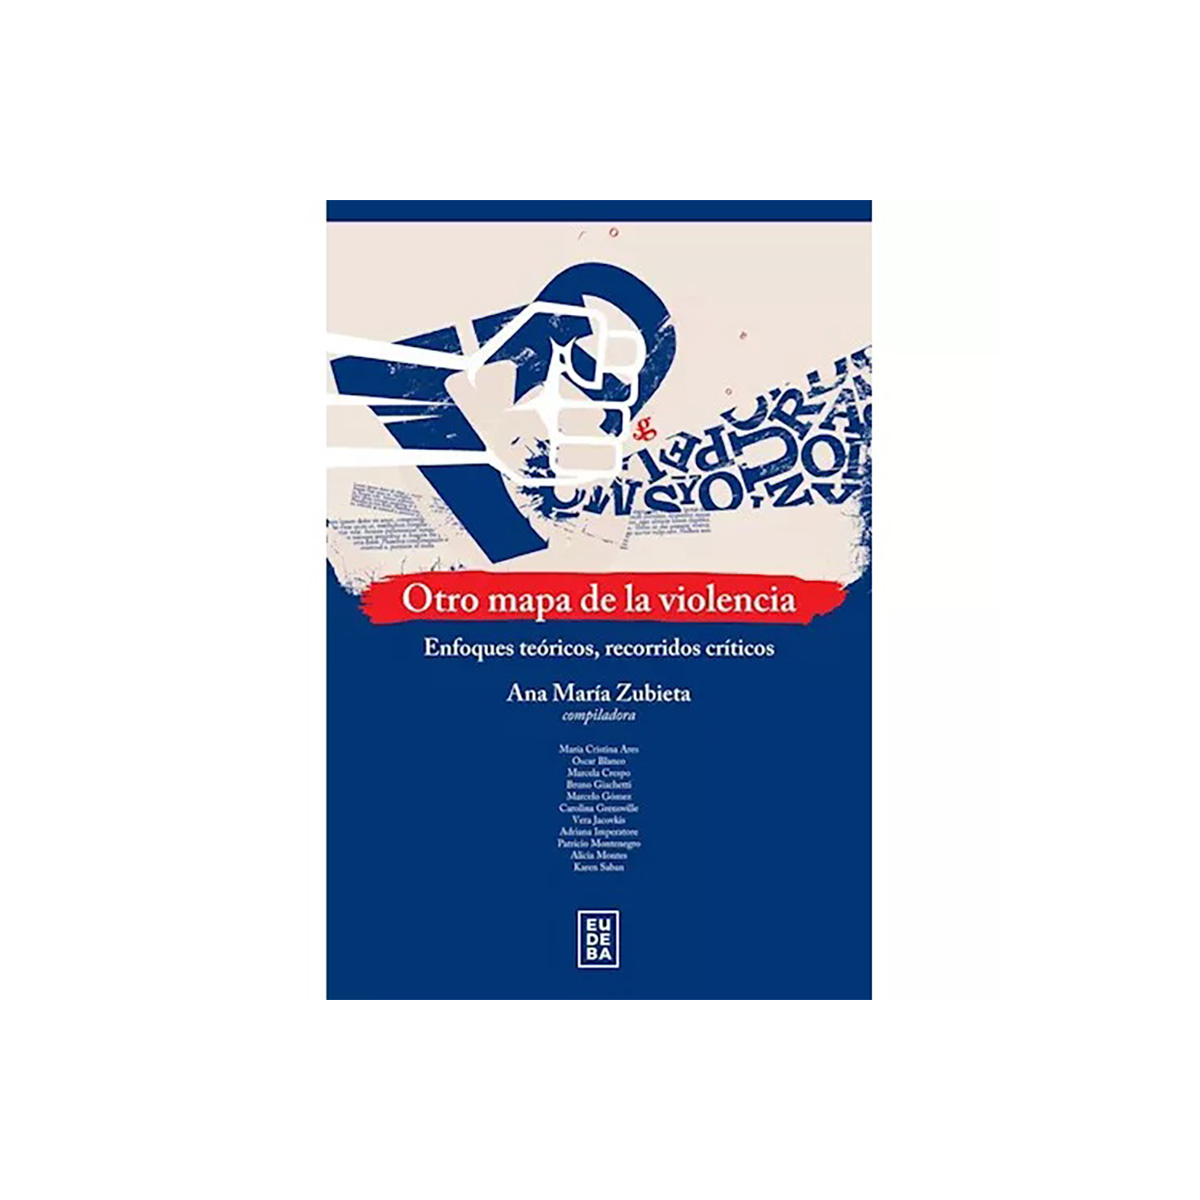 Otro mapa de la violencia
Enfoques teóricos, recorridos críticos
Ana María Zubieta
compiladora
María Cristina Ares
Oscar Blanco
Marcela Crespo
Bruno Giachetti
Marcelo Gómez
Carolina Grenoville
Vera Jacovkis
Adriana Imperatore
Patricio Montenegro
Alicia Montes
Karen Saban
EU
DE
BA